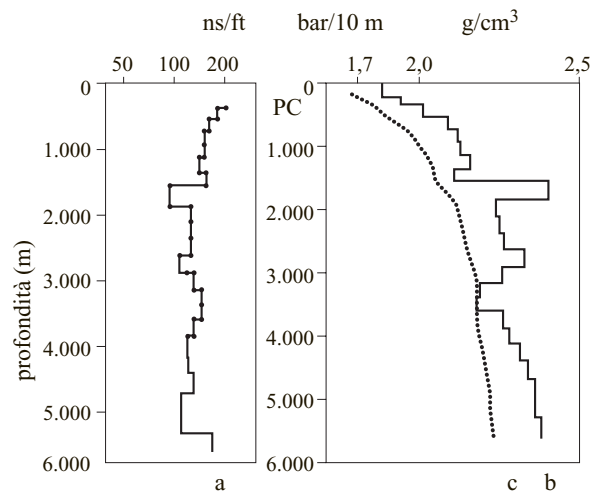 ns/ft bar/10 m g/cm³
50 100 200 1,7 2,0 2,5
0 0
PC
1.000 1.000
2.000 2.000
3.000 3.000
4.000 4.000
5.000 5.000
6.000 6.000
profondità (m)
a c b